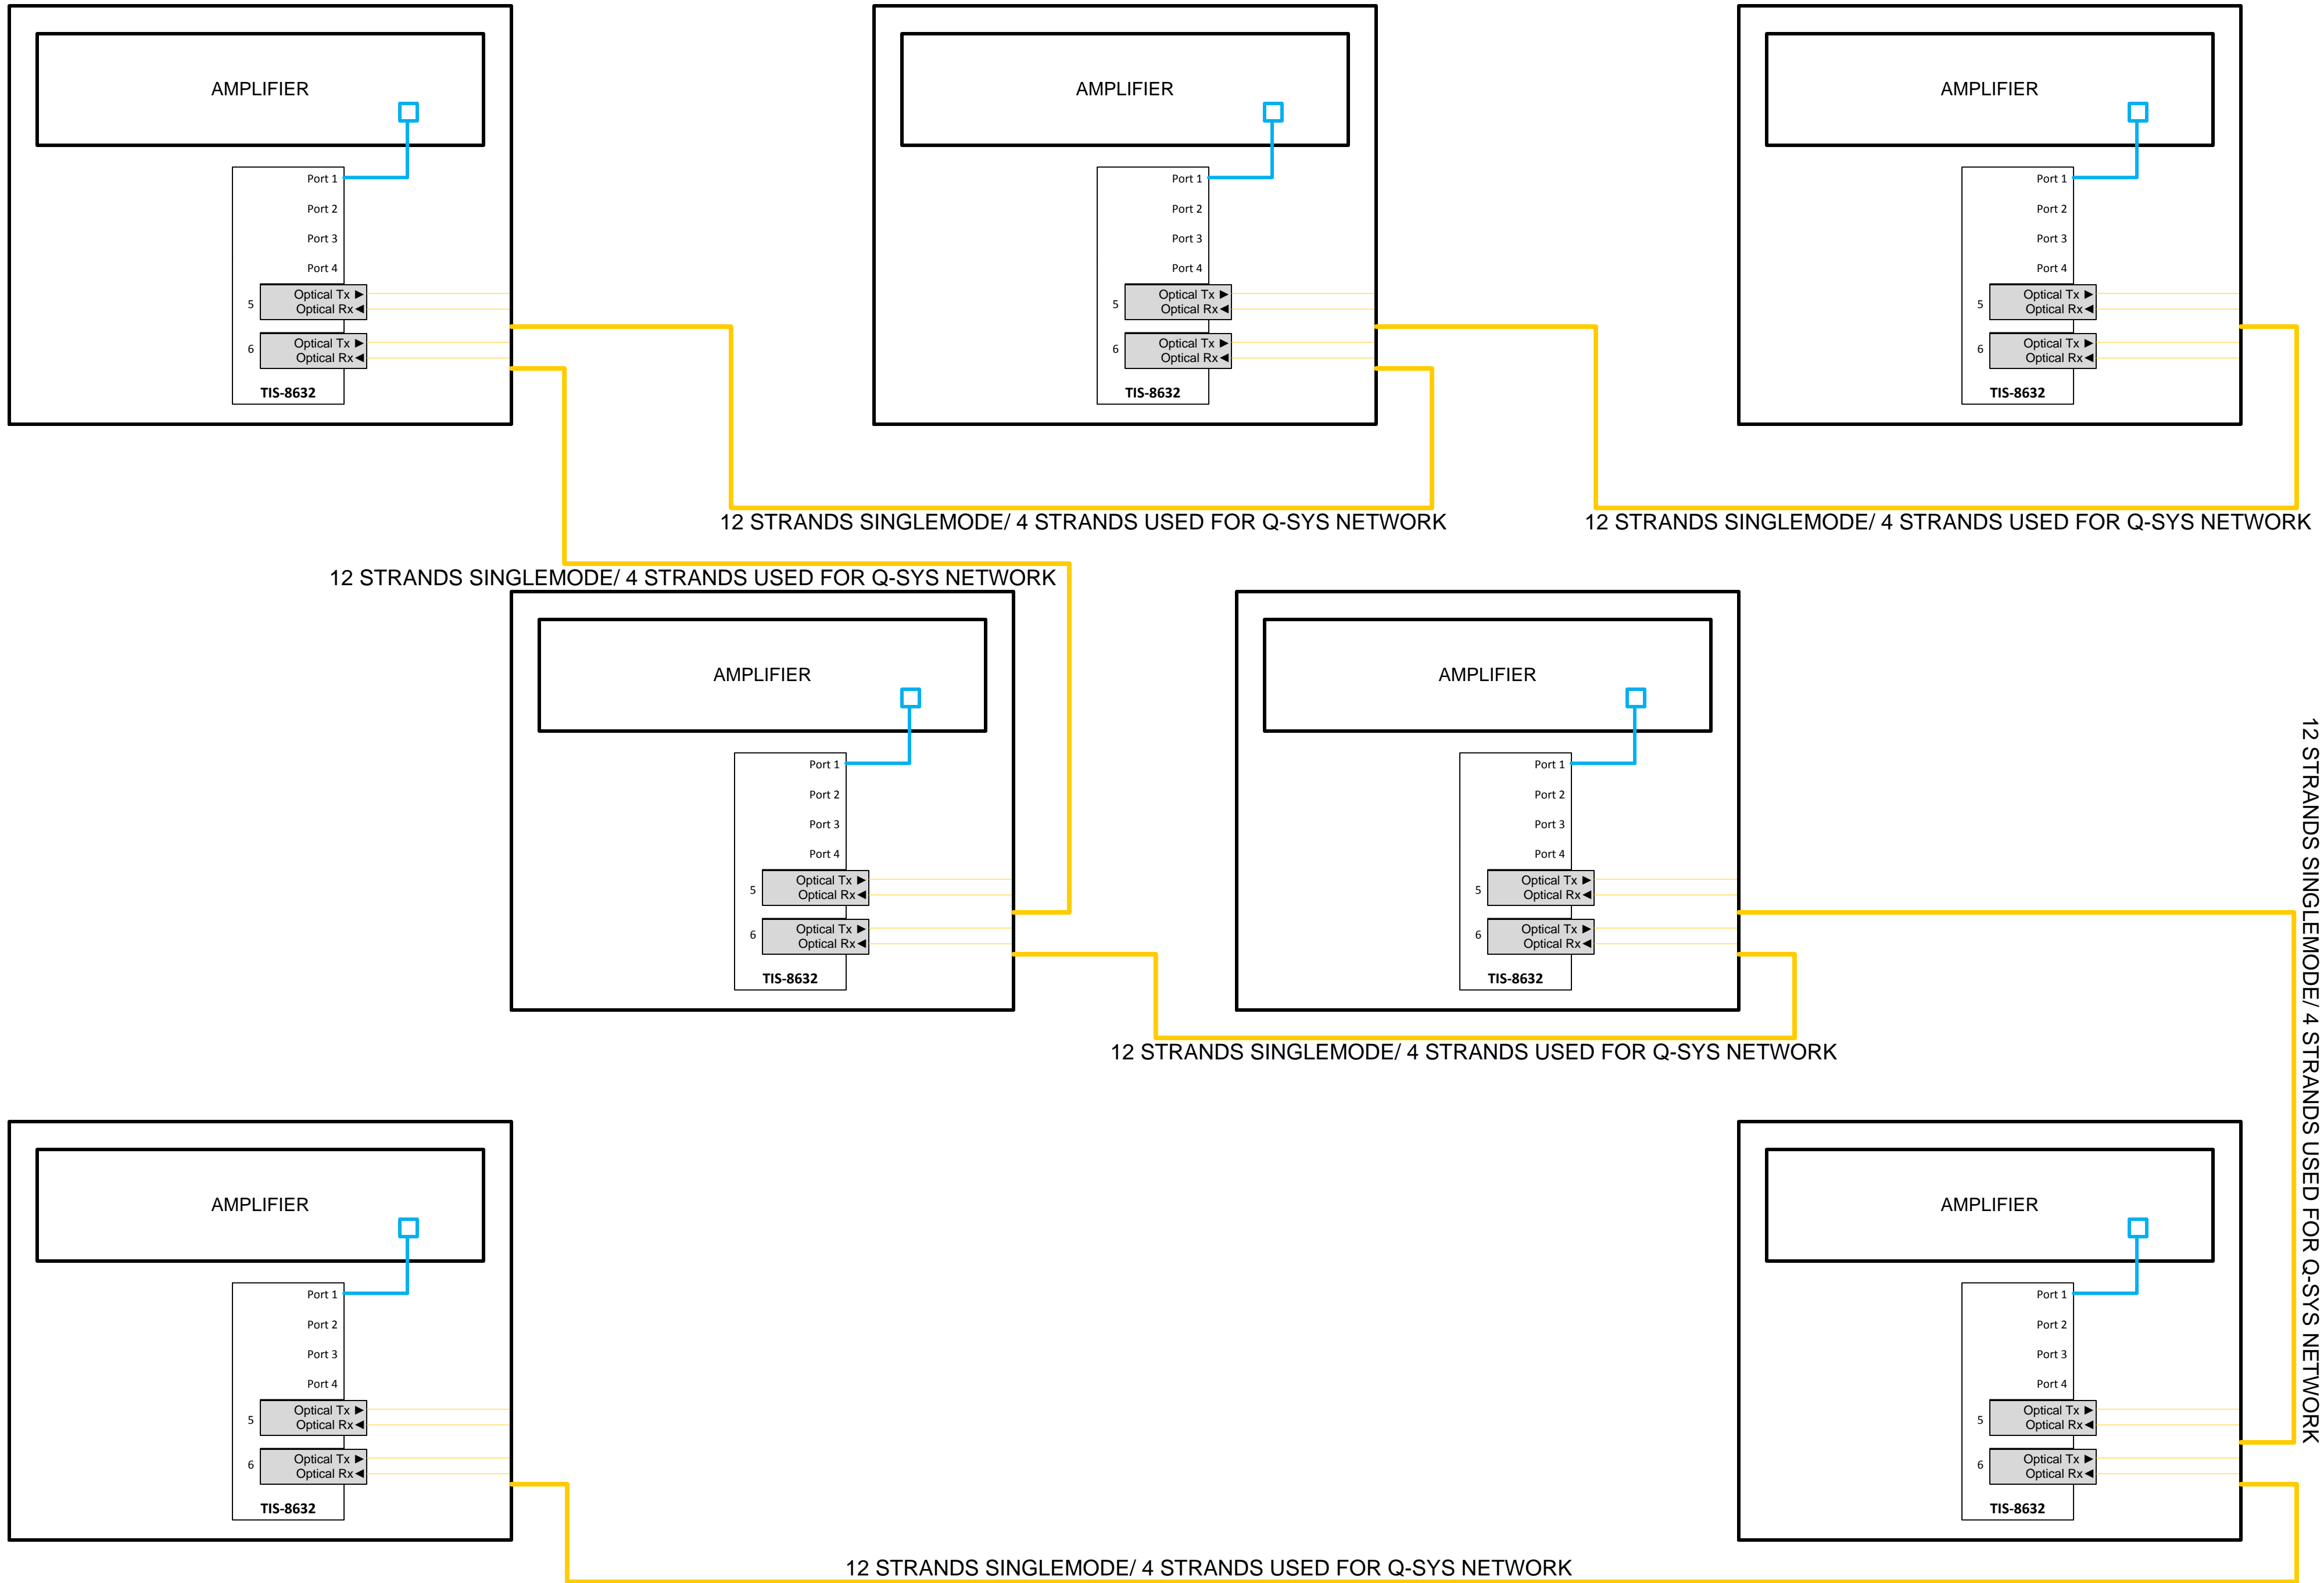 AMPLIFIER
Port 1
Port 2
Port 3
Port 4
5
Optical Tx ►
Optical Rx◄
6
Optical Tx ►
Optical Rx◄
TIS-8632
AMPLIFIER
Port 1
Port 2
Port 3
Port 4
5
Optical Tx ►
Optical Rx◄
6
Optical Tx ►
Optical Rx◄
TIS-8632
AMPLIFIER
Port 1
Port 2
Port 3
Port 4
5
Optical Tx ►
Optical Rx◄
6
Optical Tx ►
Optical Rx◄
TIS-8632
12 STRANDS SINGLEMODE/ 4 STRANDS USED FOR Q-SYS NETWORK
12 STRANDS SINGLEMODE/ 4 STRANDS USED FOR Q-SYS NETWORK
12 STRANDS SINGLEMODE/ 4 STRANDS USED FOR Q-SYS NETWORK
AMPLIFIER
Port 1
Port 2
Port 3
Port 4
5
Optical Tx ►
Optical Rx◄
6
Optical Tx ►
Optical Rx◄
TIS-8632
AMPLIFIER
Port 1
Port 2
Port 3
Port 4
5
Optical Tx ►
Optical Rx◄
6
Optical Tx ►
Optical Rx◄
TIS-8632
12 STRANDS SINGLEMODE/ 4 STRANDS USED FOR Q-SYS NETWORK
12 STRANDS SINGLEMODE/ 4 STRANDS USED FOR Q-SYS NETWORK
AMPLIFIER
Port 1
Port 2
Port 3
Port 4
5
Optical Tx ►
Optical Rx◄
6
Optical Tx ►
Optical Rx◄
TIS-8632
AMPLIFIER
Port 1
Port 2
Port 3
Port 4
5
Optical Tx ►
Optical Rx◄
6
Optical Tx ►
Optical Rx◄
TIS-8632
12 STRANDS SINGLEMODE/ 4 STRANDS USED FOR Q-SYS NETWORK